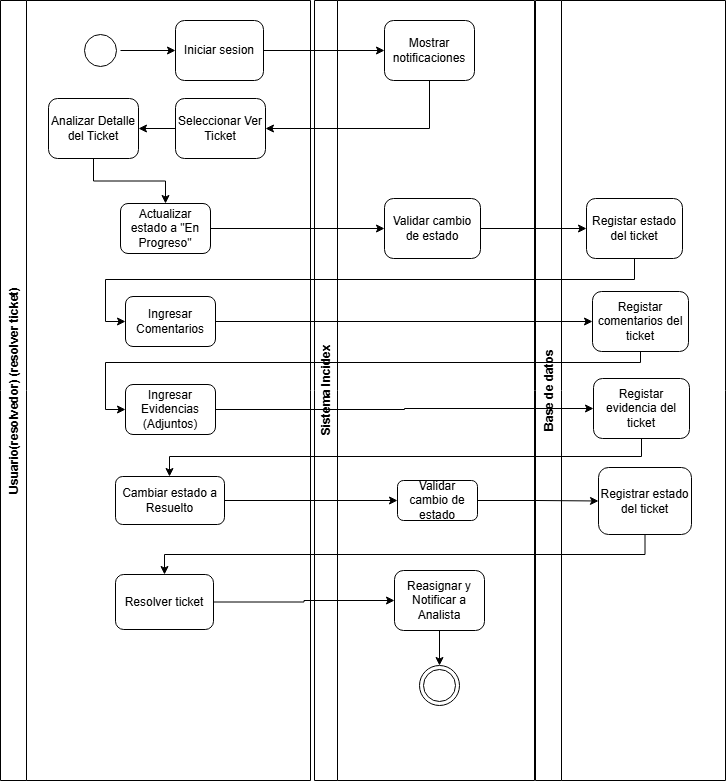 Usuario(resolvedor) (resolver ticket)
Sistema Incidex
Base de datos
Iniciar sesion
Mostrar
notificaciones
Analizar Detalle
del Ticket
Seleccionar Ver
Ticket
Actualizar
estado a "En
Progreso"
Validar cambio
de estado
Registar estado
del ticket
Ingresar
Comentarios
Registar
comentarios del
ticket
Ingresar
Evidencias
(Adjuntos)
Registar
evidencia del
ticket
Cambiar estado a
Resuelto
Validar
cambio de
estado
Registrar estado
del ticket
Resolver ticket
Reasignar y
Notificar a
Analista